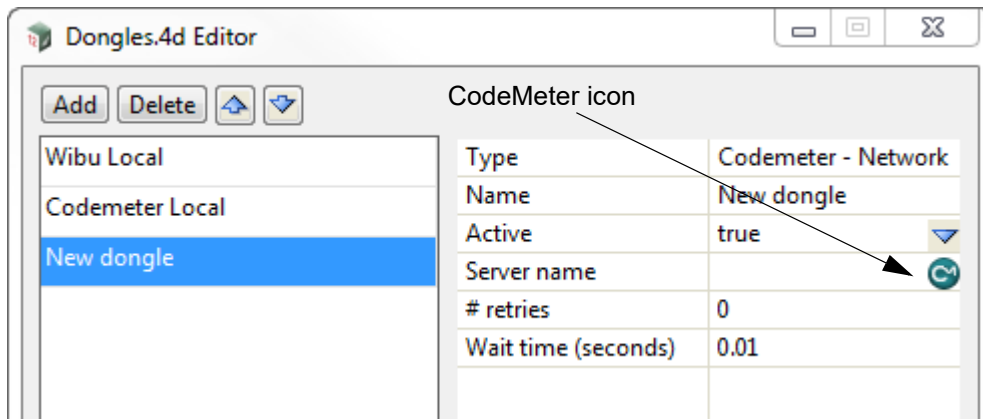 Dongles.4d Editor
Add Delete
CodeMeter icon
Wibu Local
Codemeter Local
New dongle
Type Codemeter - Network
Name New dongle
Active true
Server name
# retries 0
Wait time (seconds) 0.01